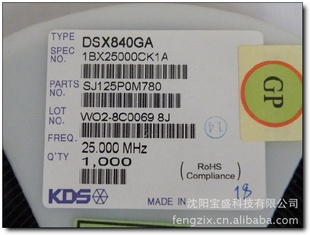 TYPE DSX840GA
SPEC NO. 1BX25000CK1A
PARTS NO. SJ125P0M780
LOT NO. WO2-8C0069 8J
FREQ. 25.000 MHz
Q'TY 1,000
RoHS Compliance
KDS
MADE IN
14
18
GP
沈阳宝盛科技有限公司
fengzix.1688.com